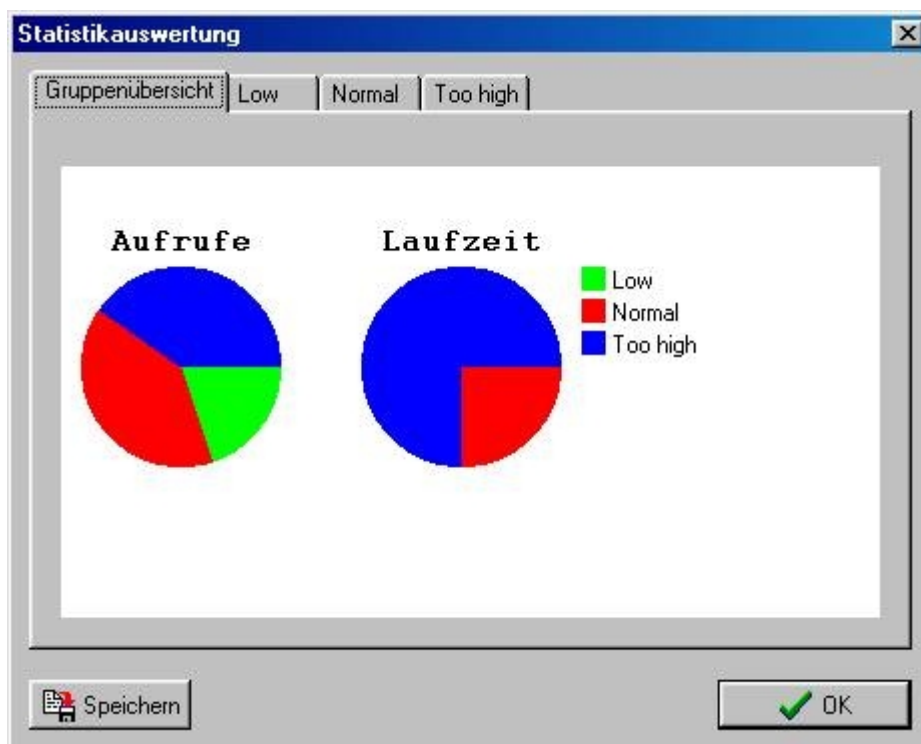 Statistikauswertung
Gruppenübersicht Low Normal Too high
Aufrufe Laufzeit
Low
Normal
Too high
Speichern OK